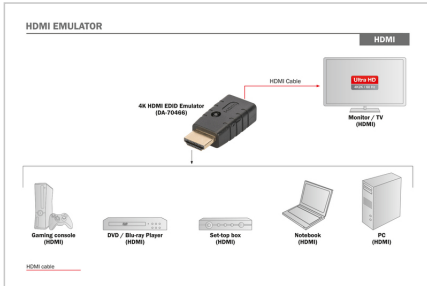 HDMI EMULATOR
HDMI
HDMI Cable
Ultra HD
4K HDMI EDID Emulator
(DA-70466)
Monitor / TV
(HDMI)
Gaming console
(HDMI)
DVD / Blu-ray Player
(HDMI)
Set-top box
(HDMI)
Notebook
(HDMI)
PC
(HDMI)
HDMI cable